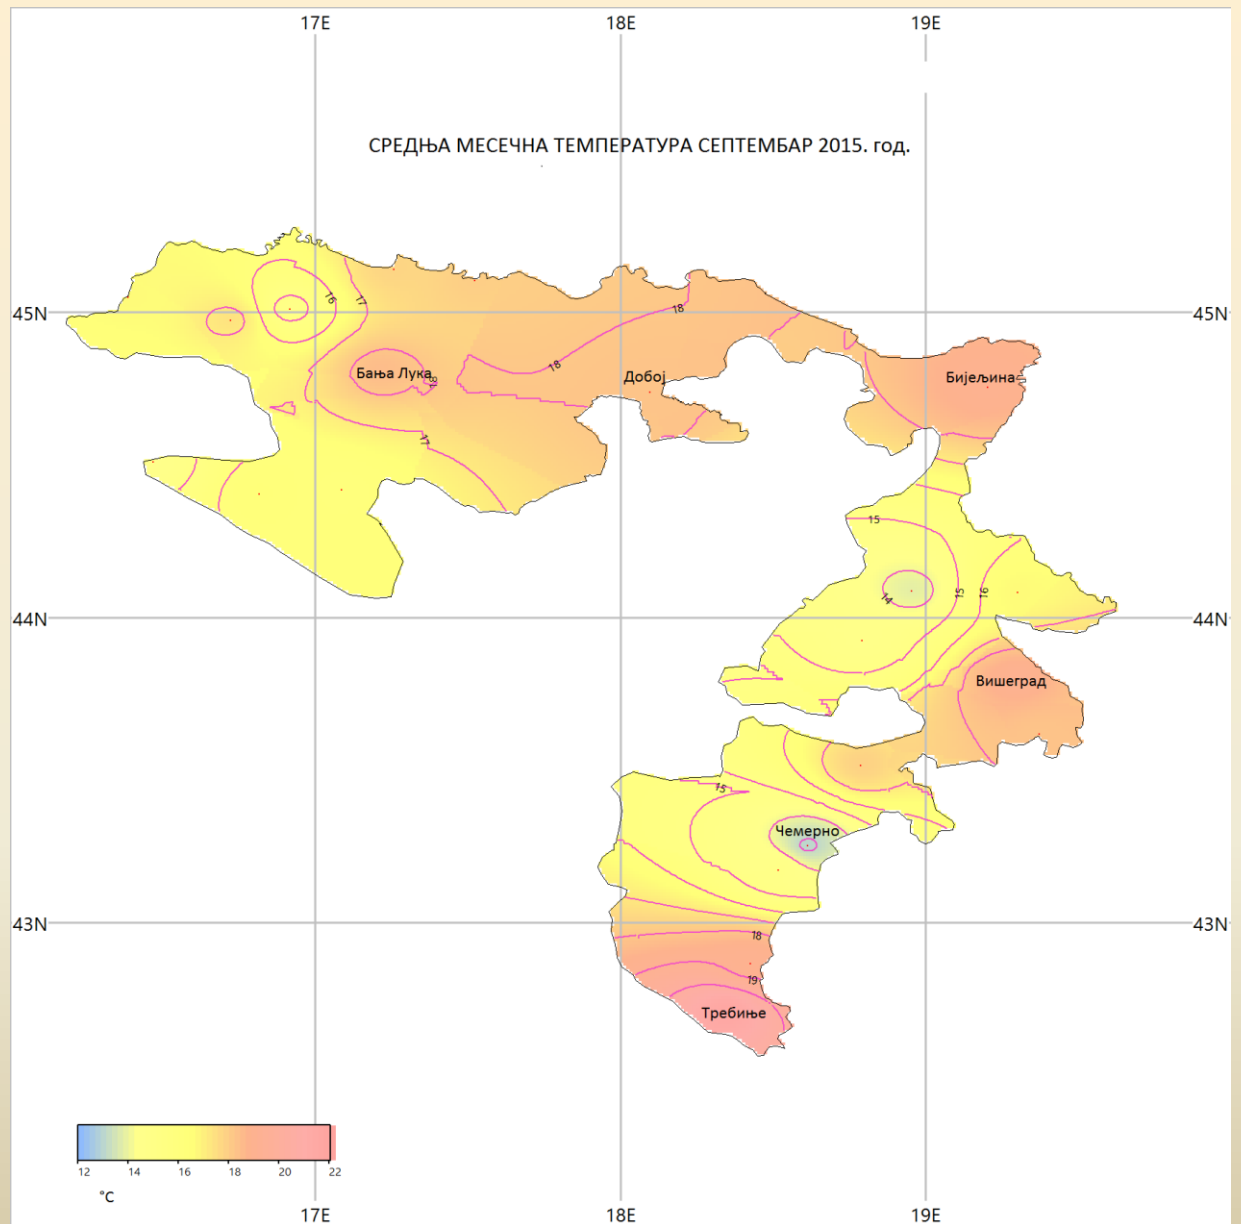 17E 18E 19E
СРЕДЊА МЕСЕЧНА ТЕМПЕРАТУРА СЕПТЕМБАР 2015. год.
16
17
45N 45N
18
18
Бања Лука
18
Добој
Бијељина
17
15
14
15
16
44N 44N
Вишеград
15
Чемерно
43N 43N
18
19
Требиње
12 14 16 18 20 22
°C
17E 18E 19E